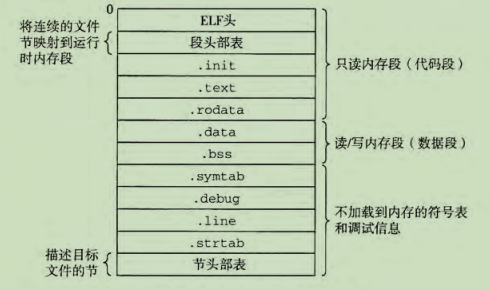 0
ELF头
将连续的文件
节映射到运行
时内存段
段头部表
.init
.text
.rodata
只读内存段（代码段）
.data
.bss
读/写内存段（数据段）
.symtab
.debug
.line
.strtab
不加载到内存的符号表
和调试信息
描述目标
文件的节
节头部表